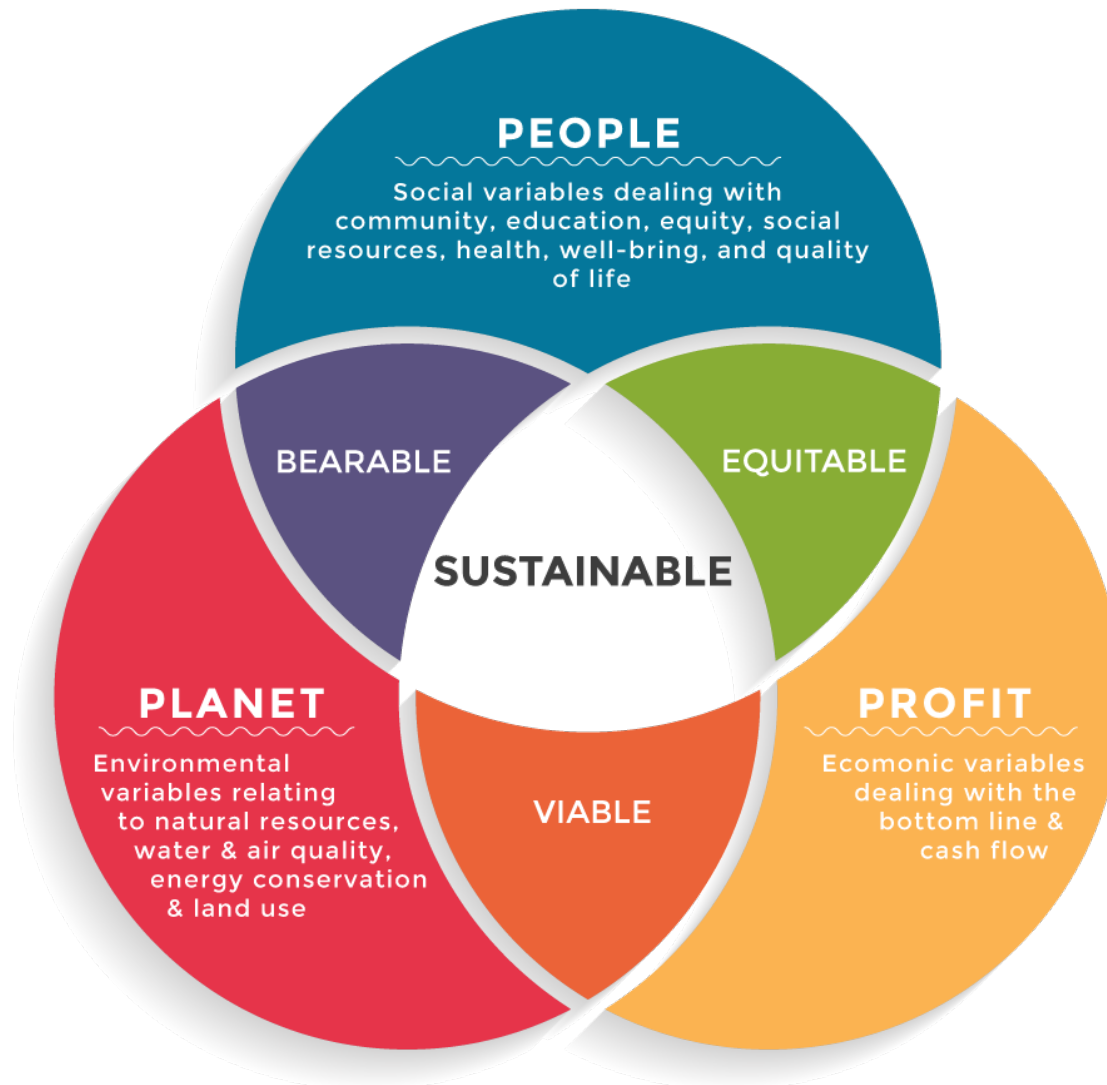 PEOPLE
Social variables dealing with
community, education, equity, social
resources, health, well-bring, and quality
of life
BEARABLE
EQUITABLE
SUSTAINABLE
PLANET
Environmental
variables relating
to natural resources,
water & air quality,
energy conservation
& land use
VIABLE
PROFIT
Ecomonic variables
dealing with the
bottom line &
cash flow